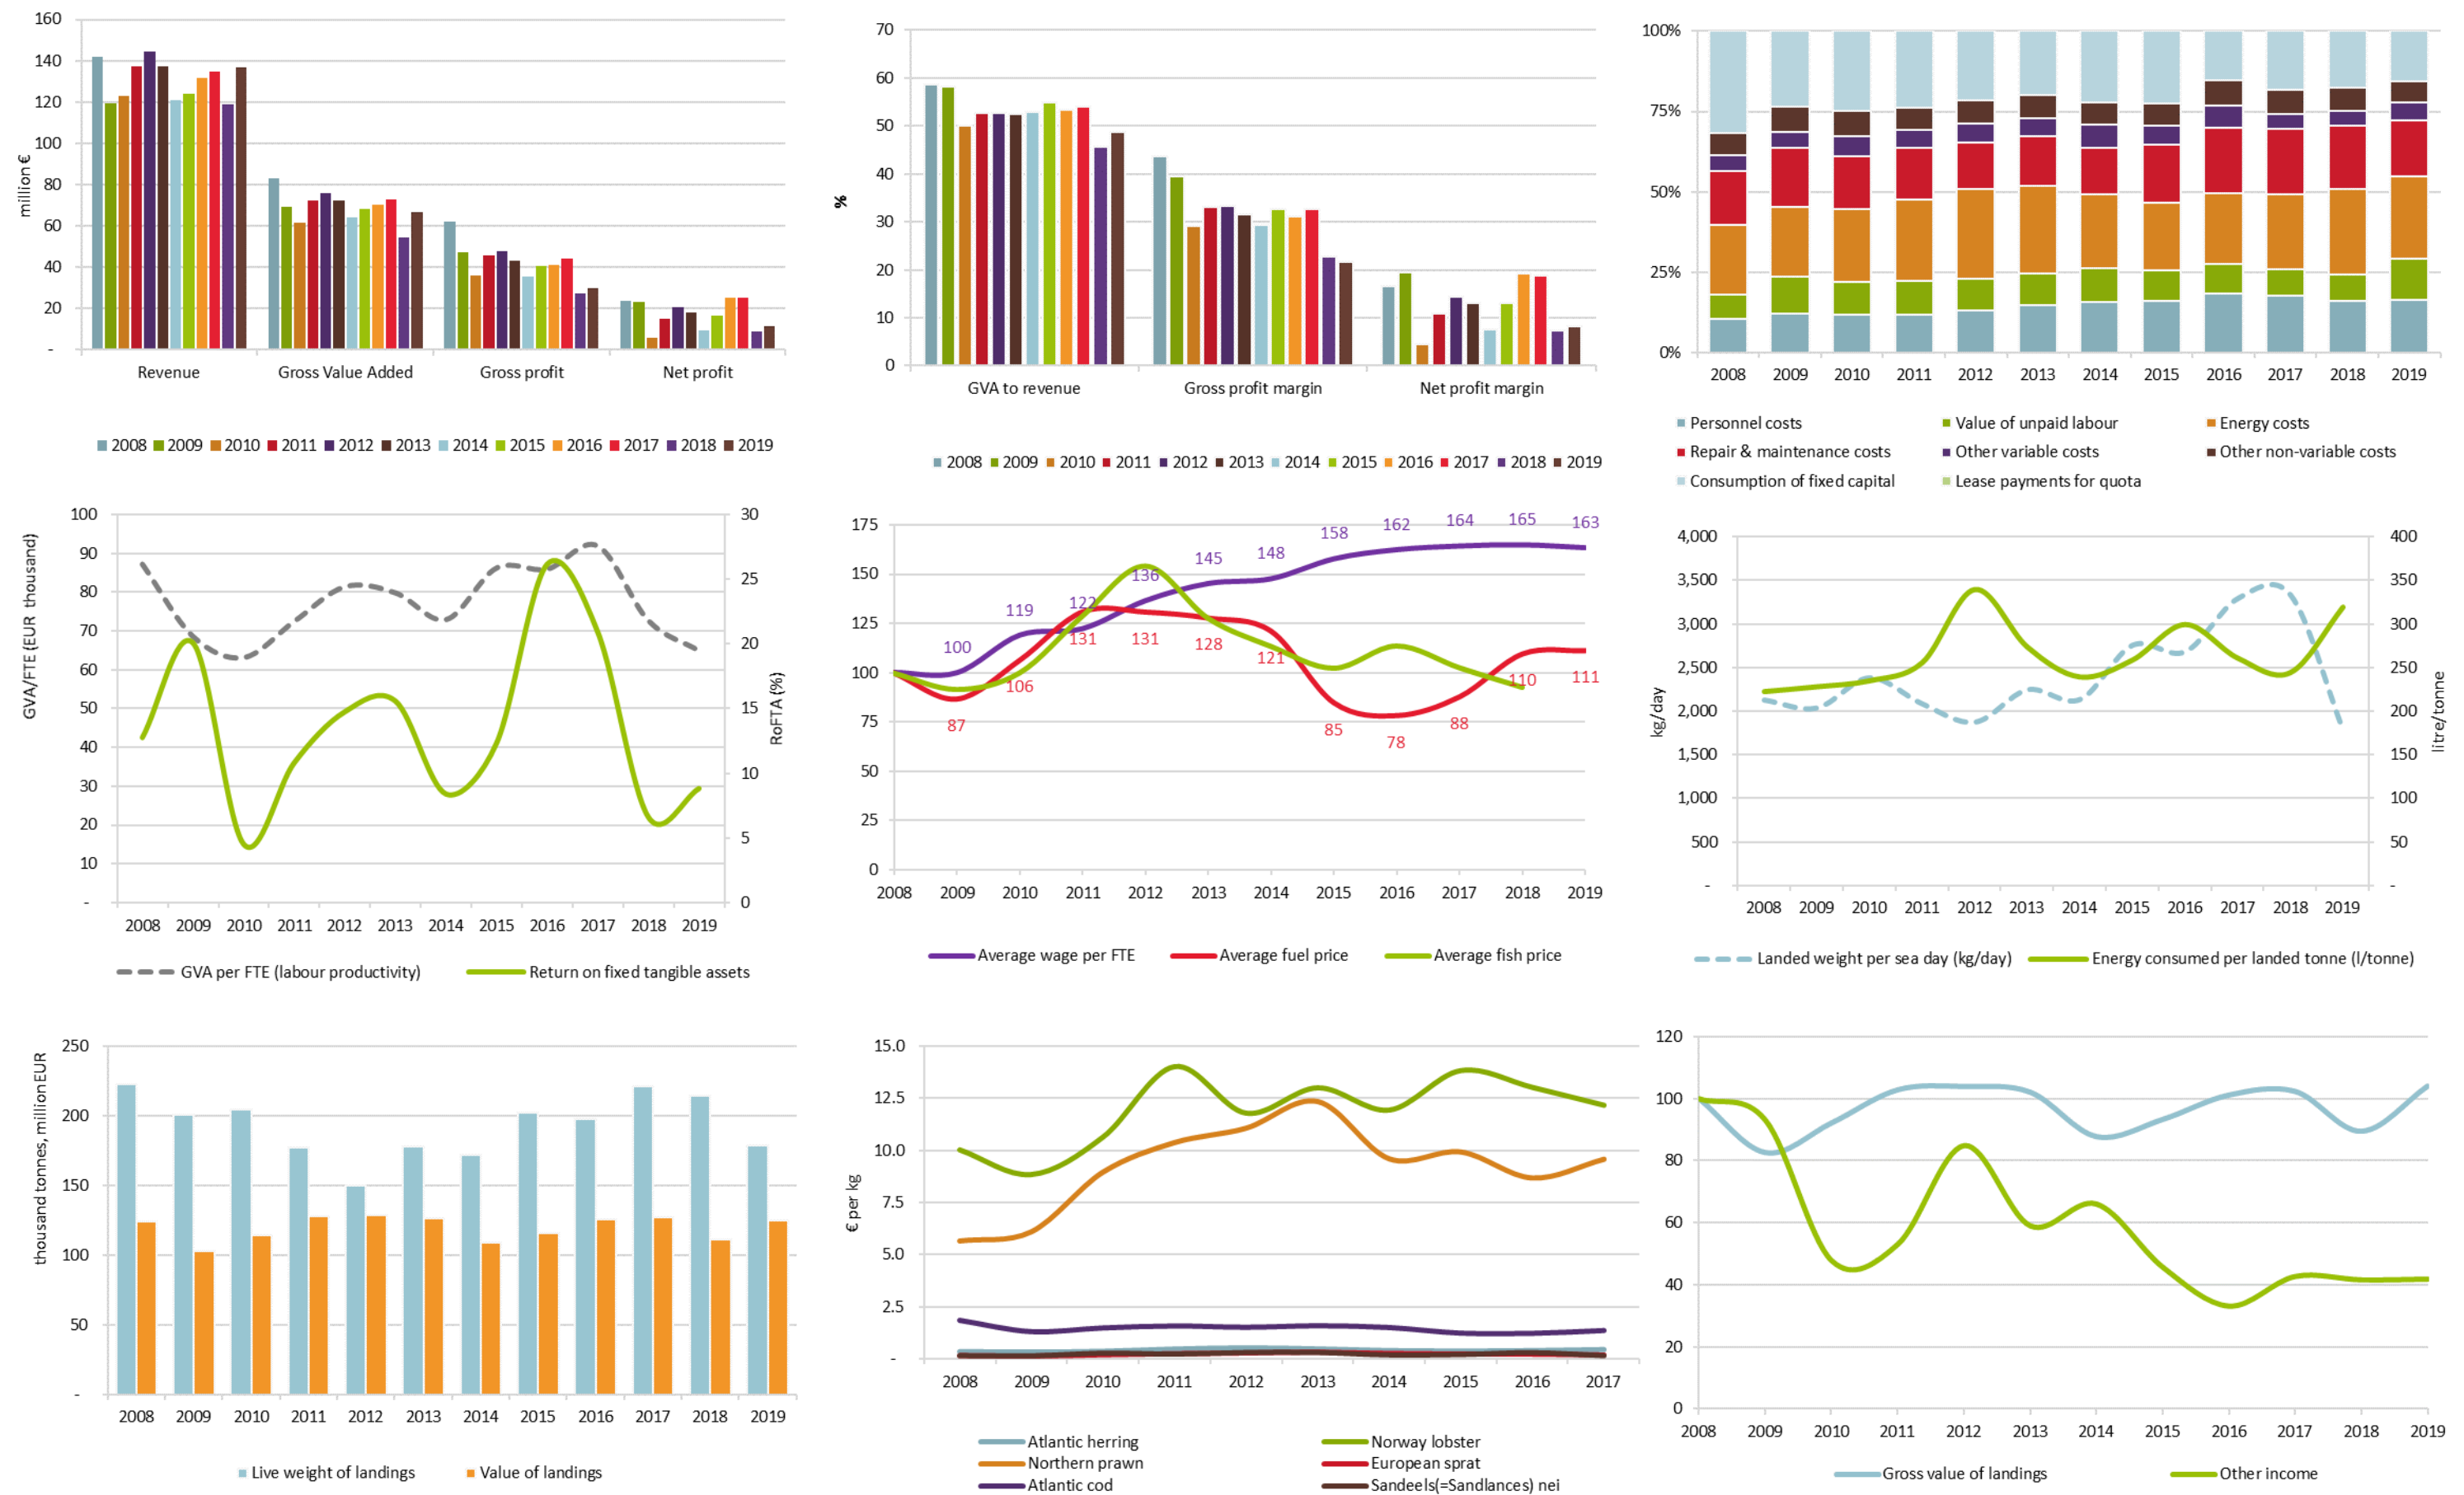 160
140
120
100
80
60
40
20
-
million €
Revenue Gross Value Added Gross profit Net profit
2008 2009 2010 2011 2012 2013 2014 2015 2016 2017 2018 2019
70
60
50
40
30
20
10
0
%
GVA to revenue Gross profit margin Net profit margin
2008 2009 2010 2011 2012 2013 2014 2015 2016 2017 2018 2019
100%
75%
50%
25%
0%
2008 2009 2010 2011 2012 2013 2014 2015 2016 2017 2018 2019
Personnel costs Value of unpaid labour Energy costs
Repair & maintenance costs Other variable costs Other non-variable costs
Consumption of fixed capital Lease payments for quota
100
90
80
70
60
50
40
30
20
10
-
GVA/FTE (EUR thousand)
30
25
20
15
10
5
0
RoFTA (%)
2008 2009 2010 2011 2012 2013 2014 2015 2016 2017 2018 2019
GVA per FTE (labour productivity) Return on fixed tangible assets
175
150
125
100
75
50
25
0
100 119 122 136 145 148 158 162 164 165 163
87 106 131 131 128 121 85 78 88 110 111
2008 2009 2010 2011 2012 2013 2014 2015 2016 2017 2018 2019
Average wage per FTE Average fuel price Average fish price
4,000
3,500
3,000
2,500
2,000
1,500
1,000
500
-
kg/day
400
350
300
250
200
150
100
50
-
litre/tonne
2008 2009 2010 2011 2012 2013 2014 2015 2016 2017 2018 2019
Landed weight per sea day (kg/day) Energy consumed per landed tonne (l/tonne)
250
200
150
100
50
-
thousand tonnes, million EUR
2008 2009 2010 2011 2012 2013 2014 2015 2016 2017 2018 2019
Live weight of landings Value of landings
15.0
12.5
10.0
7.5
5.0
2.5
-
€ per kg
2008 2009 2010 2011 2012 2013 2014 2015 2016 2017
Atlantic herring Norway lobster
Northern prawn European sprat
Atlantic cod Sandeels(=Sandlances) nei
120
100
80
60
40
20
0
2008 2009 2010 2011 2012 2013 2014 2015 2016 2017 2018 2019
Gross value of landings Other income